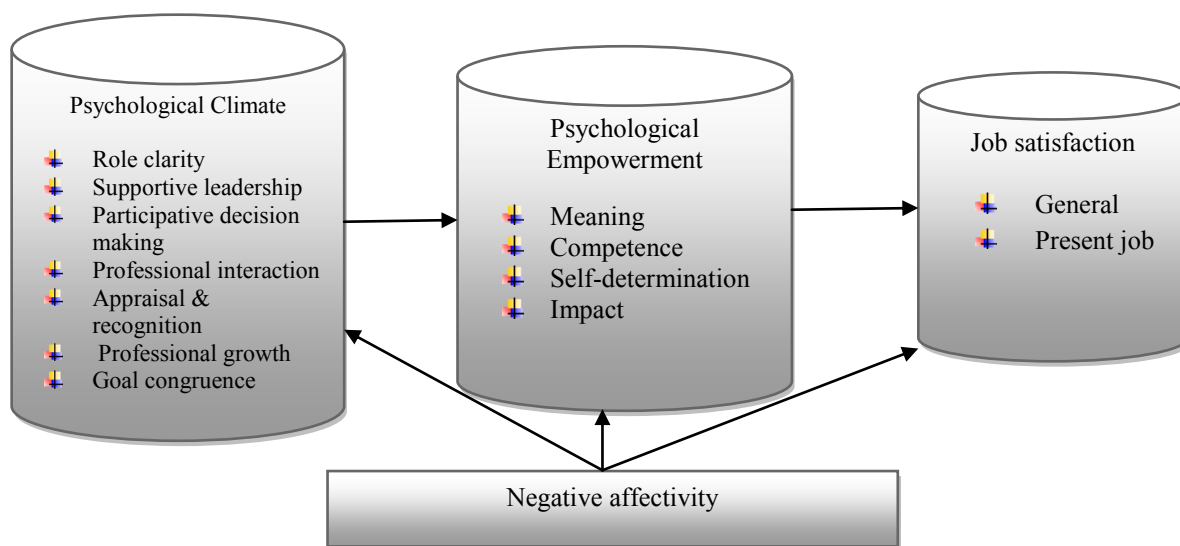 Psychological Climate
Role clarity
Supportive leadership
Participative decision
making
Professional interaction
Appraisal &
recognition
Professional growth
Goal congruence
Psychological
Empowerment
Meaning
Competence
Self-determination
Impact
Job satisfaction
General
Present job
Negative affectivity